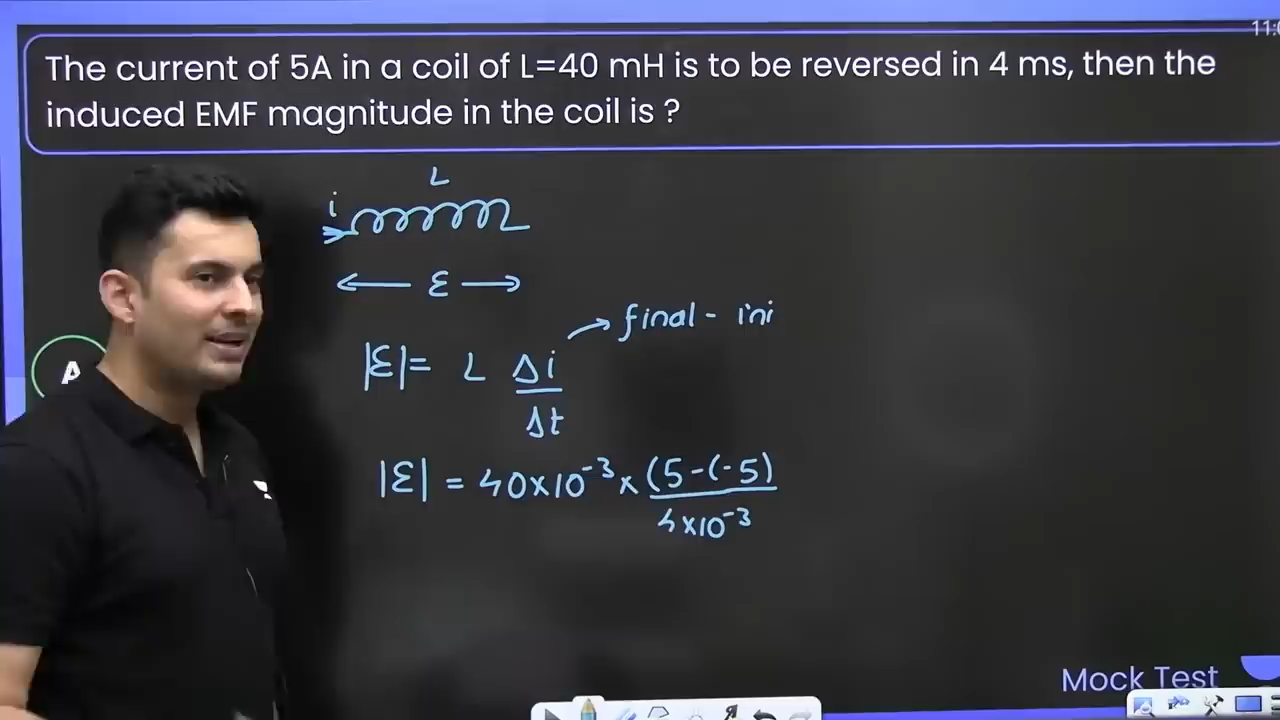 11:0
The current of 5A in a coil of L=40 mH is to be reversed in 4 ms, then the
induced EMF magnitude in the coil is ?
L
i
ε
final - ini
|ε| = L Δi/Δt
A
|ε| = 40×10⁻³ × (5-(-5)/4×10⁻³
Mock Test